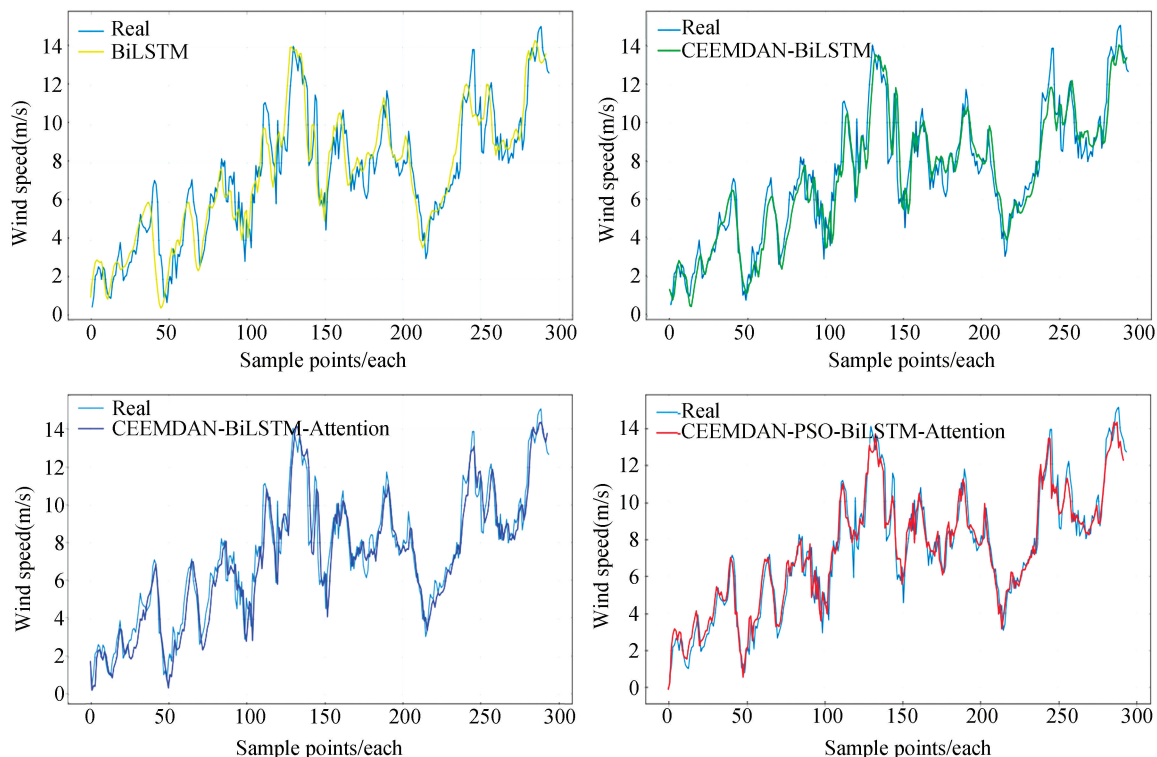 Real
BiLSTM
Wind speed(m/s)
14
12
10
8
6
4
2
0
0 50 100 150 200 250 300
Sample points/each
Real
CEEMDAN-BiLSTM
Wind speed(m/s)
14
12
10
8
6
4
2
0
0 50 100 150 200 250 300
Sample points/each
Real
CEEMDAN-BiLSTM-Attention
Wind speed(m/s)
14
12
10
8
6
4
2
0
0 50 100 150 200 250 300
Sample points/each
Real
CEEMDAN-PSO-BiLSTM-Attention
Wind speed(m/s)
14
12
10
8
6
4
2
0
0 50 100 150 200 250 300
Sample points/each